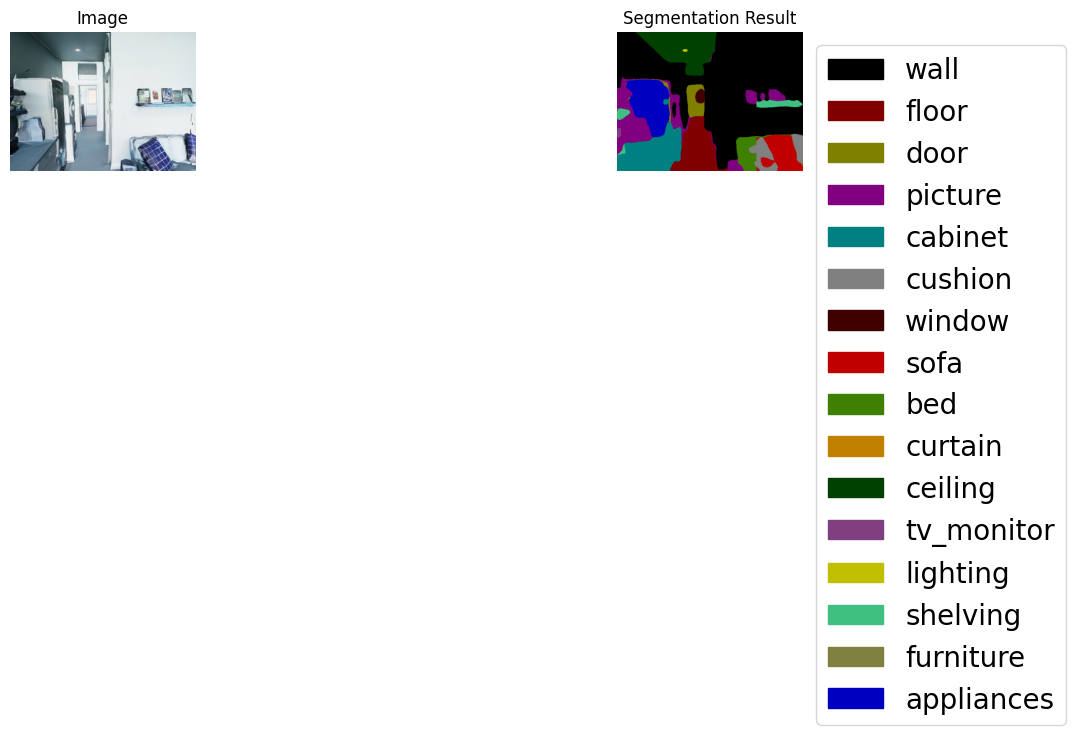 Image
Segmentation Result
wall
floor
door
picture
cabinet
cushion
window
sofa
bed
curtain
ceiling
tv_monitor
lighting
shelving
furniture
appliances